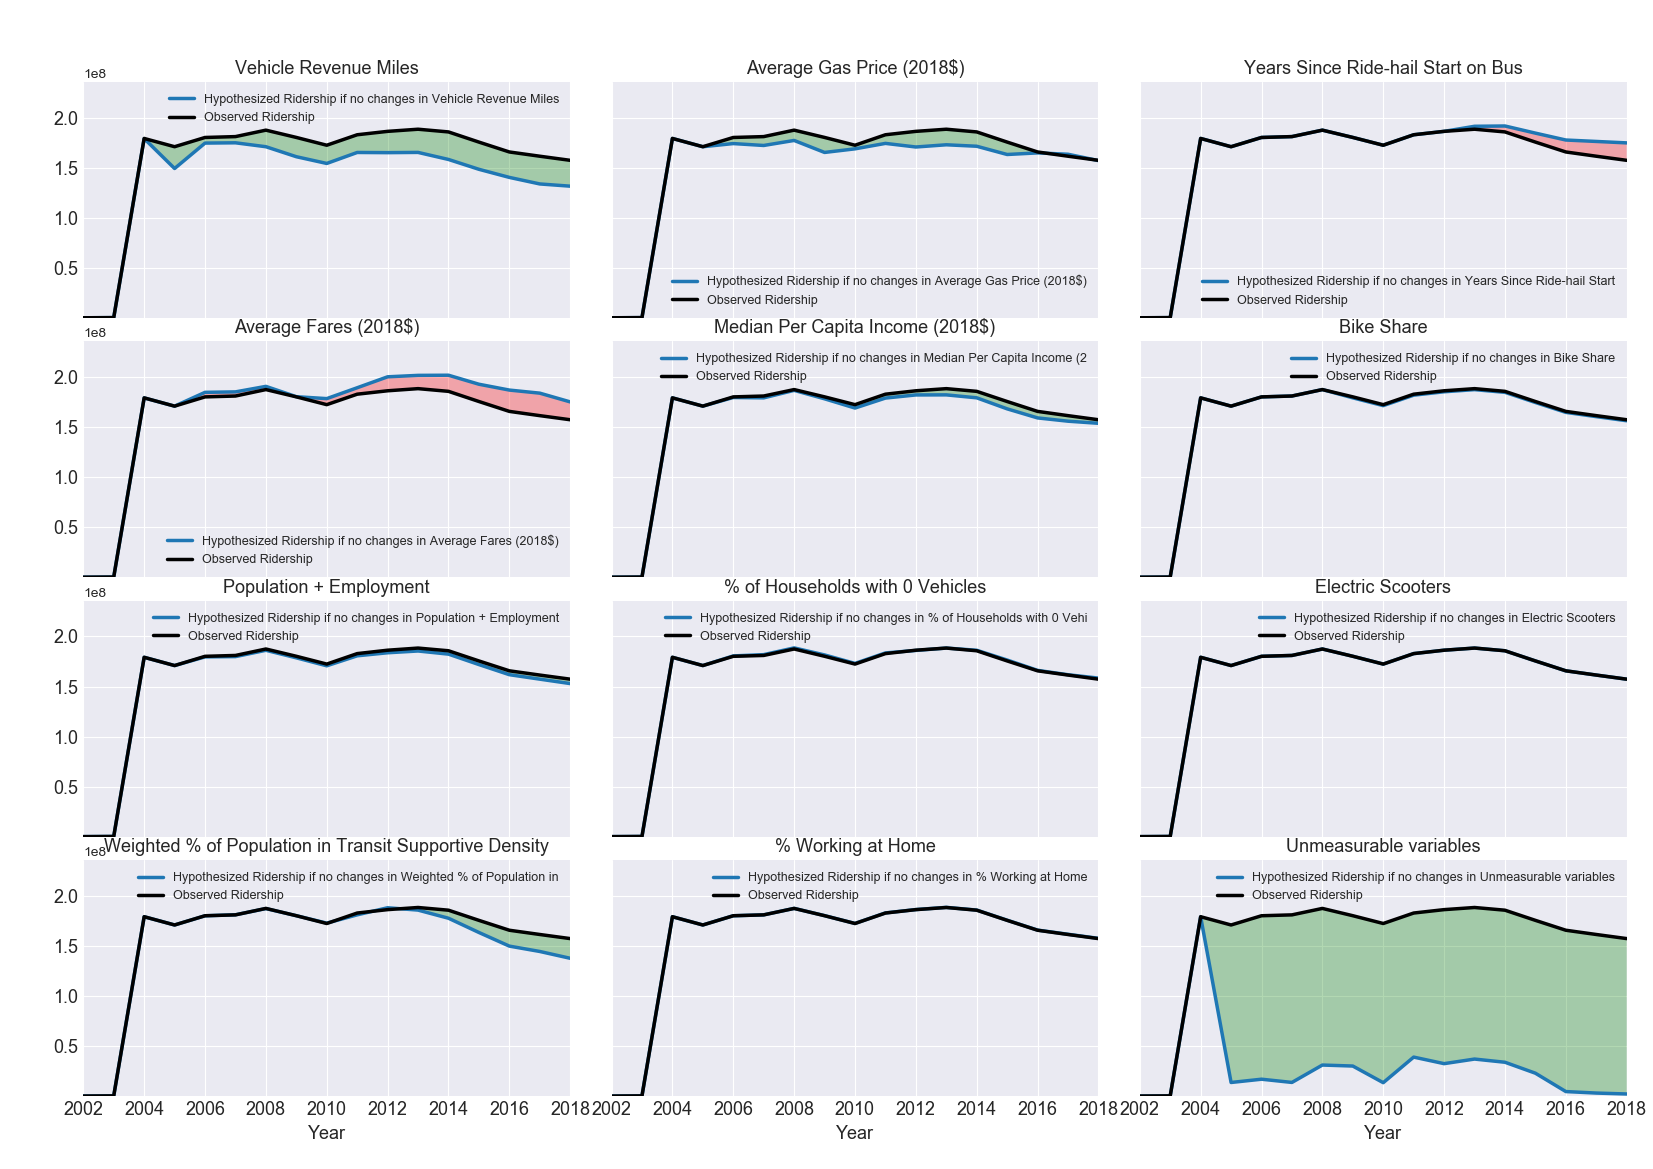 Vehicle Revenue Miles
1e8
Hypothesized Ridership if no changes in Vehicle Revenue Miles
Observed Ridership
2.0
1.5
1.0
0.5
Average Gas Price (2018$)
Hypothesized Ridership if no changes in Average Gas Price (2018$)
Observed Ridership
Years Since Ride-hail Start on Bus
Hypothesized Ridership if no changes in Years Since Ride-hail Start
Observed Ridership
Average Fares (2018$)
1e8
2.0
1.5
1.0
0.5
Hypothesized Ridership if no changes in Average Fares (2018$)
Observed Ridership
Median Per Capita Income (2018$)
Hypothesized Ridership if no changes in Median Per Capita Income (2
Observed Ridership
Bike Share
Hypothesized Ridership if no changes in Bike Share
Observed Ridership
Population + Employment
1e8
Hypothesized Ridership if no changes in Population + Employment
Observed Ridership
2.0
1.5
1.0
0.5
% of Households with 0 Vehicles
Hypothesized Ridership if no changes in % of Households with 0 Vehi
Observed Ridership
Electric Scooters
Hypothesized Ridership if no changes in Electric Scooters
Observed Ridership
Weighted % of Population in Transit Supportive Density
1e8
Hypothesized Ridership if no changes in Weighted % of Population in
Observed Ridership
2.0
1.5
1.0
0.5
2002 2004 2006 2008 2010 2012 2014 2016 2018
Year
% Working at Home
Hypothesized Ridership if no changes in % Working at Home
Observed Ridership
2002 2004 2006 2008 2010 2012 2014 2016 2018
Year
Unmeasurable variables
Hypothesized Ridership if no changes in Unmeasurable variables
Observed Ridership
2002 2004 2006 2008 2010 2012 2014 2016 2018
Year